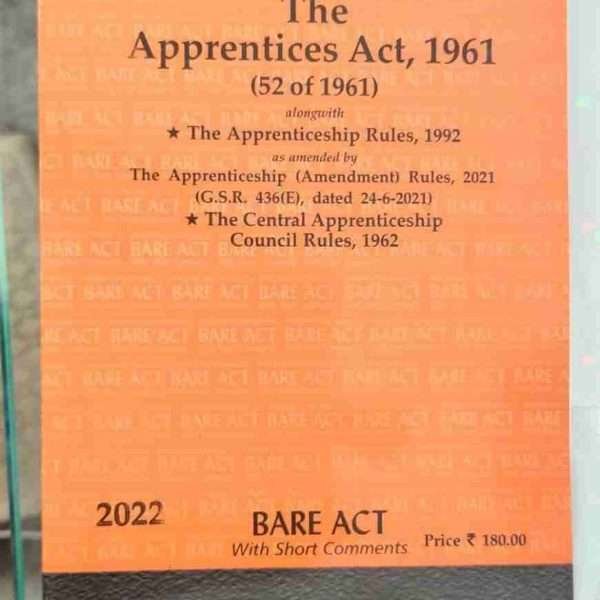 The
Apprentices Act, 1961
(52 of 1961)
alongwith
★ The Apprenticeship Rules, 1992
as amended by
The Apprenticeship (Amendment) Rules, 2021
(G.S.R. 436(E), dated 24-6-2021)
★ The Central Apprenticeship
Council Rules, 1962
2022
BARE ACT
With Short Comments
Price ₹ 180.00